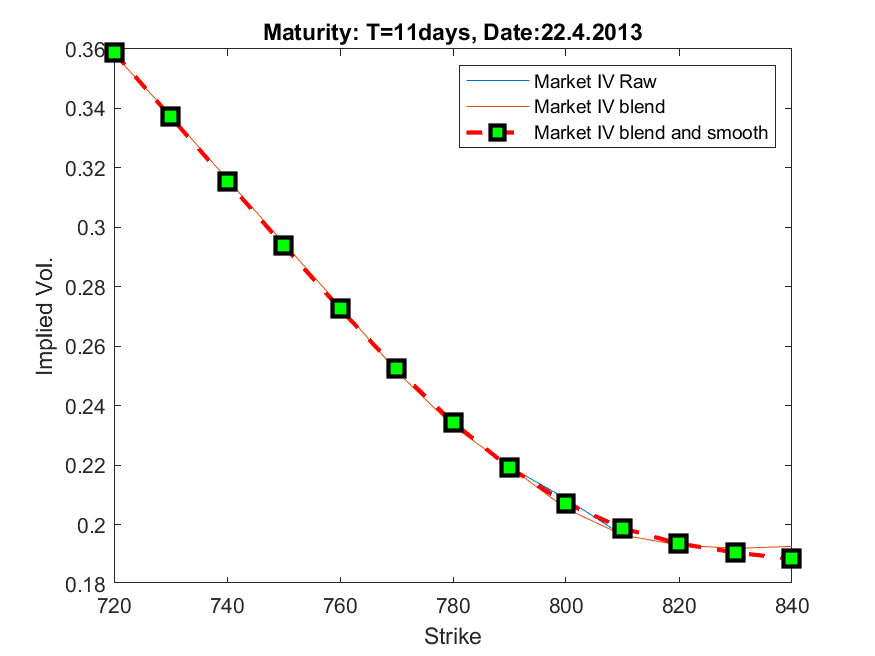 Maturity: T=11days, Date:22.4.2013
0.36
0.34
0.32
0.3
0.28
0.26
0.24
0.22
0.2
0.18
Implied Vol.
Market IV Raw
Market IV blend
Market IV blend and smooth
720 740 760 780 800 820 840
Strike